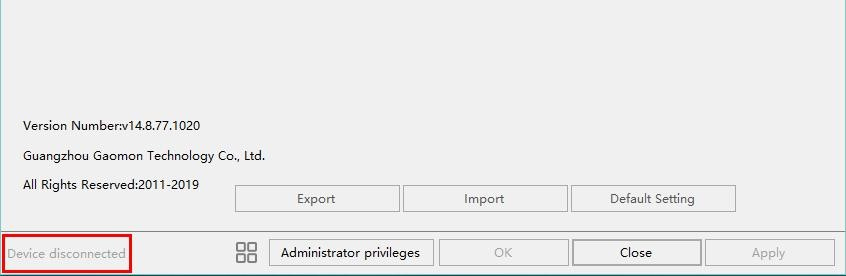 Version Number:v14.8.77.1020
Guangzhou Gaomon Technology Co., Ltd.
All Rights Reserved:2011-2019
Export Import Default Setting
Device disconnected Administrator privileges OK Close Apply